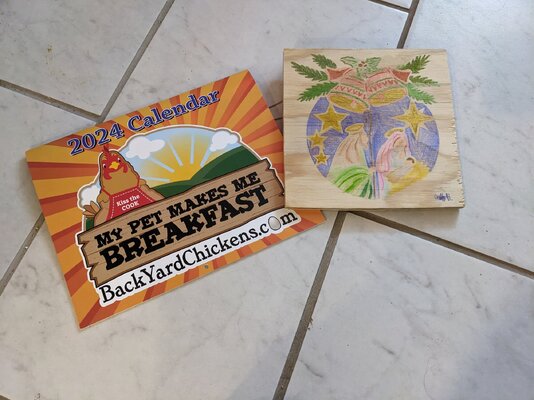 2024 Calendar
Kiss the
COOK
MY PET MAKES ME
BREAKFAST
BackYardChickens.com